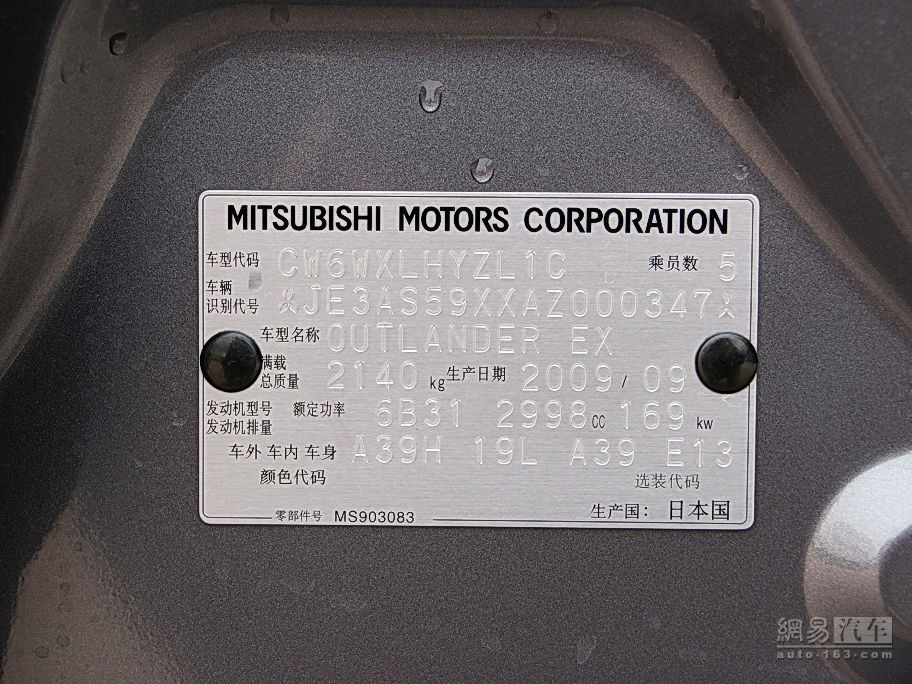 MITSUBISHI MOTORS CORPORATION
车型代码 CW6WXLHYZL1C 乘员数 5
车辆
识别代号 JE3AS59XXAZ000347
车型名称 OUTLANDER EX
满载
总质量 2140 kg 生产日期 2009 / 09
发动机型号 额定功率 6B31 2998 cc 169 kw
发动机排量
车外 车内 车身 A39H 19L A39 E13
颜色代码 选装代码
零部件号 MS903083 生产国: 日本国
網易汽车
auto·163·com